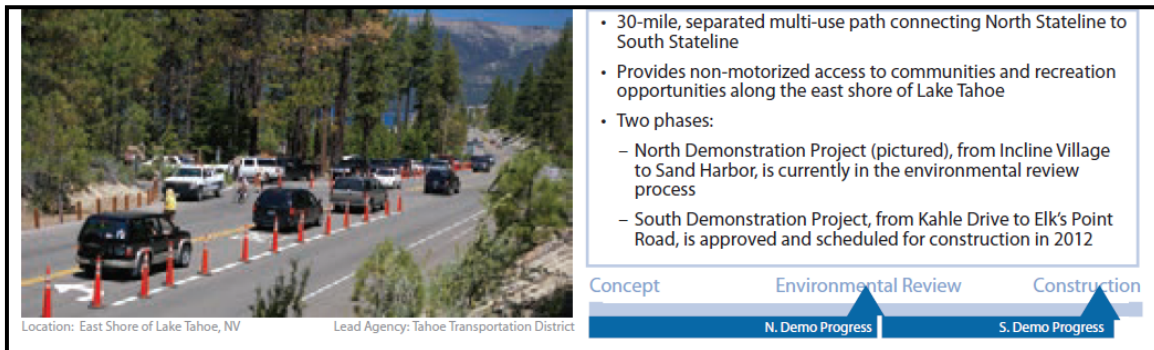 • 30-mile, separated multi-use path connecting North Stateline to
South Stateline
• Provides non-motorized access to communities and recreation
opportunities along the east shore of Lake Tahoe
• Two phases:
– North Demonstration Project (pictured), from Incline Village
to Sand Harbor, is currently in the environmental review
process
– South Demonstration Project, from Kahle Drive to Elk's Point
Road, is approved and scheduled for construction in 2012
Concept Environmental Review Construction
N. Demo Progress S. Demo Progress
Location: East Shore of Lake Tahoe, NV Lead Agency: Tahoe Transportation District